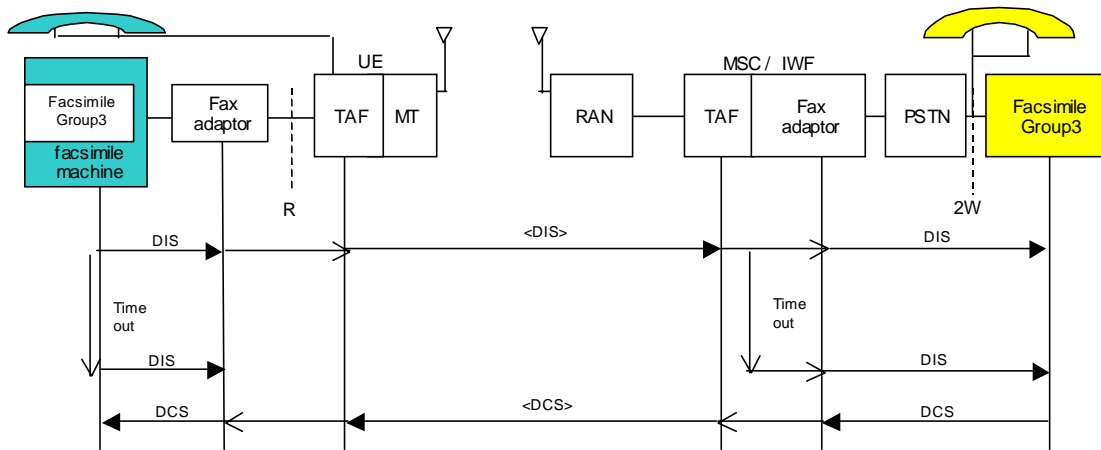 UE
MSC / IWF
Facsimile
Group3
facsimile
machine
Fax
adaptor
TAF
MT
RAN
TAF
Fax
adaptor
PSTN
Facsimile
Group3
R
2W
DIS
<DIS>
DIS
Time
out
Time
out
DIS
DIS
DCS
<DCS>
DCS